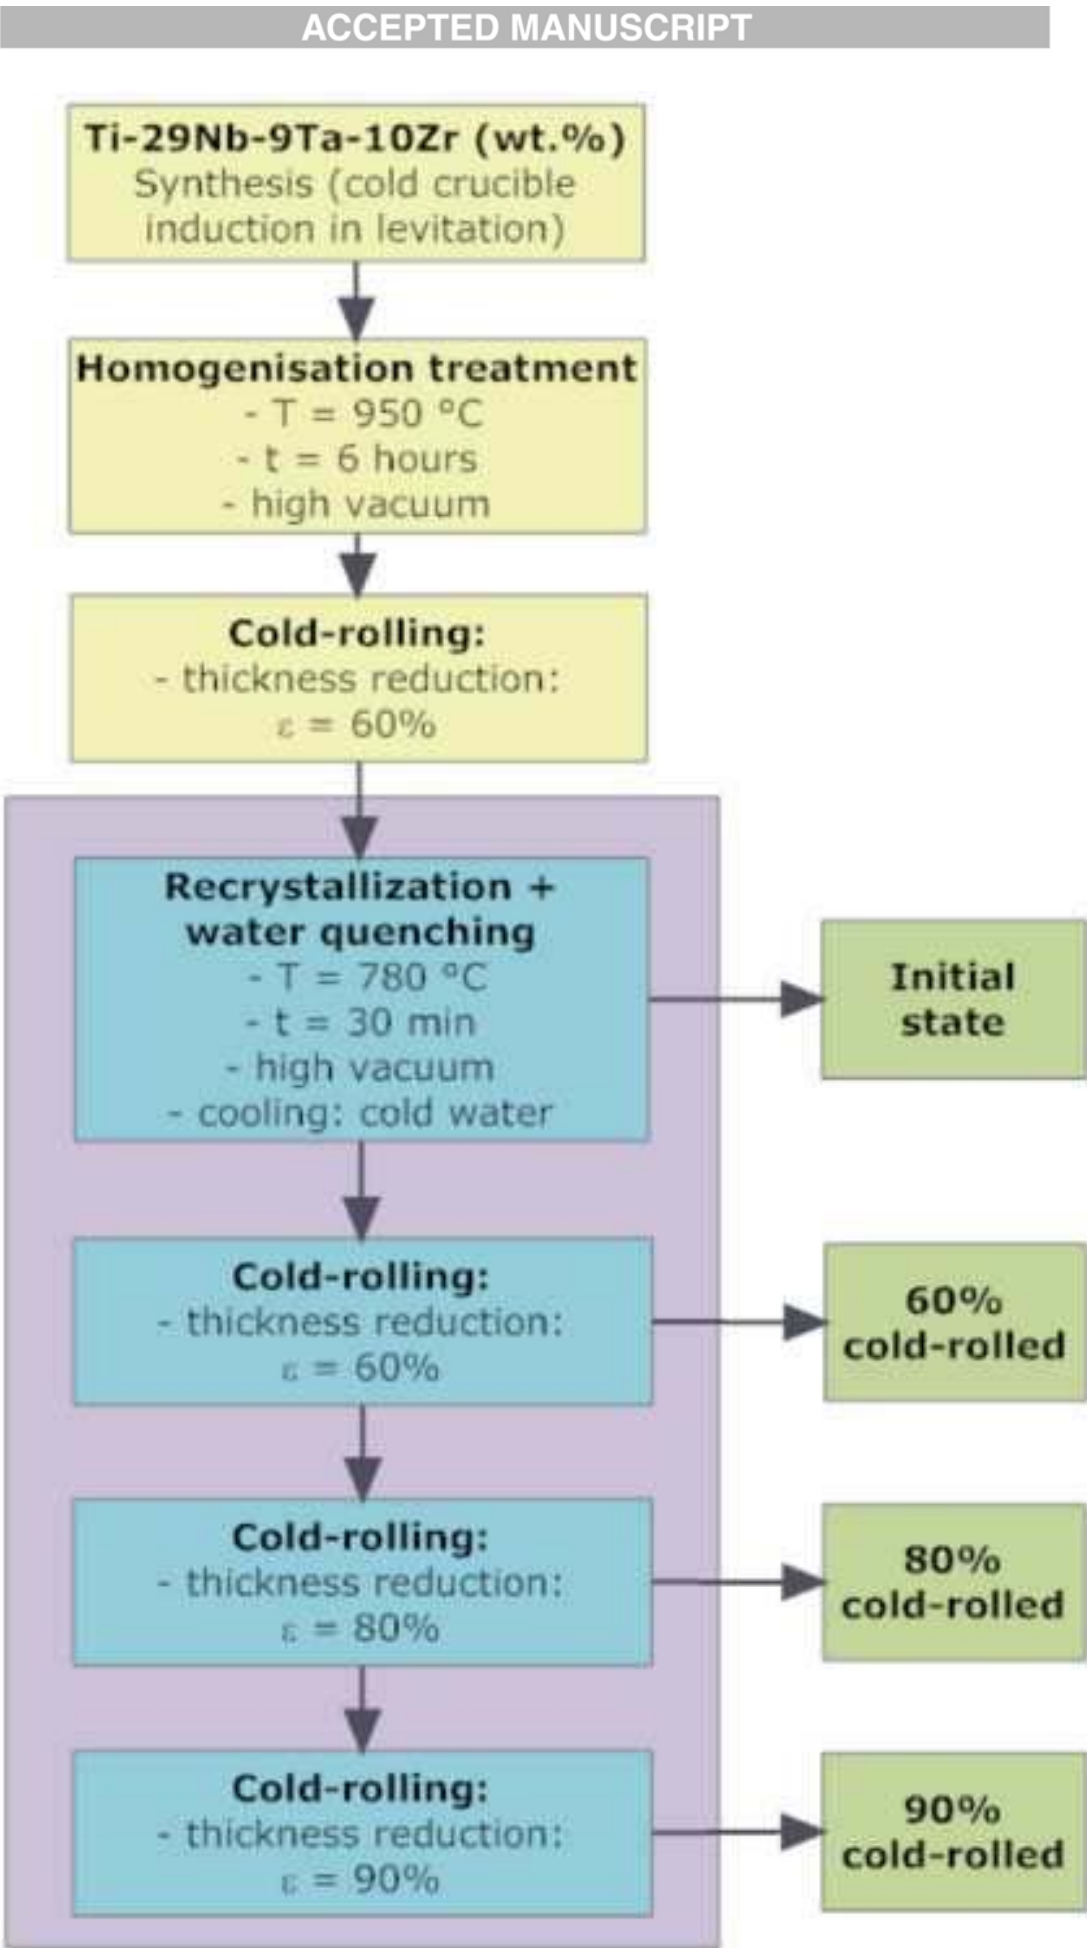 ACCEPTED MANUSCRIPT
Ti-29Nb-9Ta-10Zr (wt.%)
Synthesis (cold crucible
induction in levitation)
Homogenisation treatment
- T = 950 ºC
- t = 6 hours
- high vacuum
Cold-rolling:
- thickness reduction:
ε = 60%
Recrystallization +
water quenching
- T = 780 ºC
- t = 30 min
- high vacuum
- cooling: cold water
Initial
state
Cold-rolling:
- thickness reduction:
ε = 60%
60%
cold-rolled
Cold-rolling:
- thickness reduction:
ε = 80%
80%
cold-rolled
Cold-rolling:
- thickness reduction:
ε = 90%
90%
cold-rolled